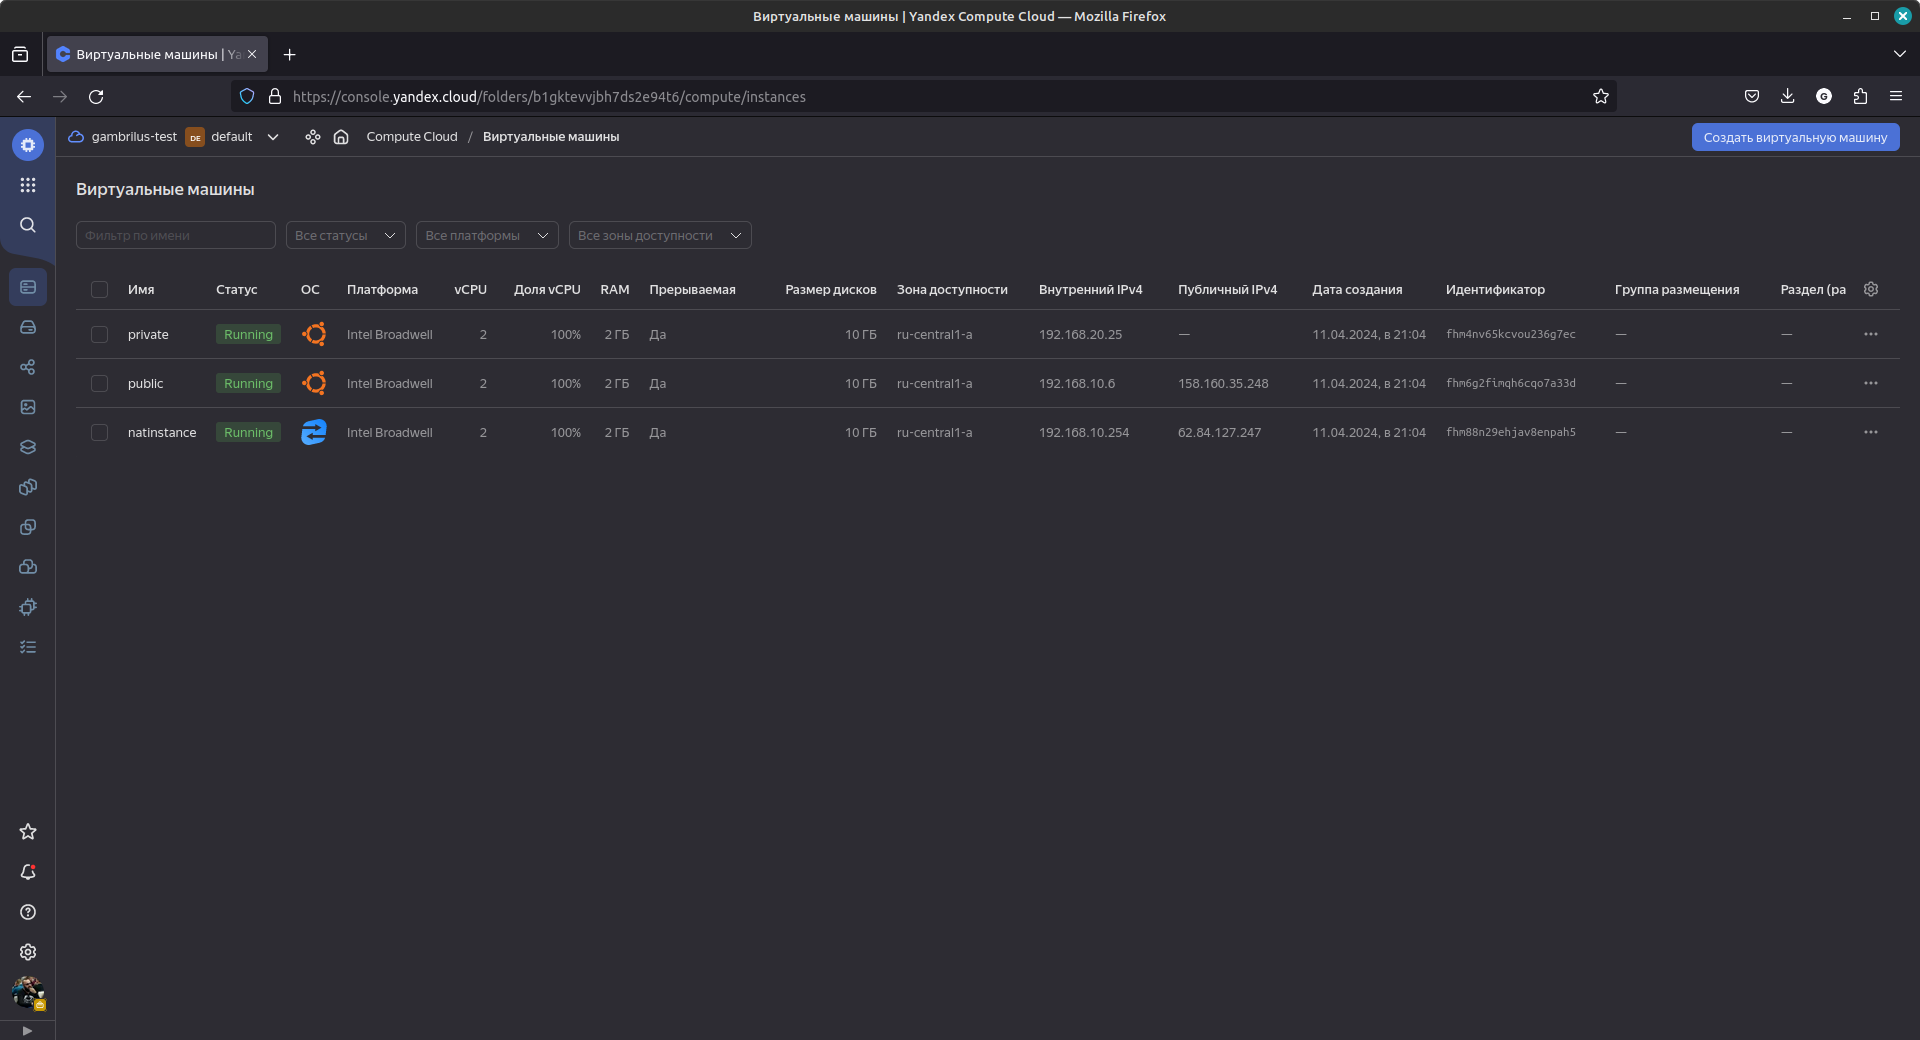 Виртуальные машины | Yandex Compute Cloud — Mozilla Firefox
Виртуальные машины | Ya
https://console.yandex.cloud/folders/b1gktevvjbh7ds2e94t6/compute/instances
G
gambrilus-test DE default Compute Cloud / Виртуальные машины Создать виртуальную машину
Виртуальные машины
Фильтр по имени Все статусы Все платформы Все зоны доступности
Имя Статус ОС Платформа vCPU Доля vCPU RAM Прерываемая Размер дисков Зона доступности Внутренний IPv4 Публичный IPv4 Дата создания Идентификатор Группа размещения Раздел (ра
private Running Intel Broadwell 2 100% 2 ГБ Да 10 ГБ ru-central1-a 192.168.20.25 — 11.04.2024, в 21:04 fhm4nv65kcvou236g7ec — —
public Running Intel Broadwell 2 100% 2 ГБ Да 10 ГБ ru-central1-a 192.168.10.6 158.160.35.248 11.04.2024, в 21:04 fhm6g2fimqh6cqo7a33d — —
natinstance Running Intel Broadwell 2 100% 2 ГБ Да 10 ГБ ru-central1-a 192.168.10.254 62.84.127.247 11.04.2024, в 21:04 fhm88n29ehjav8enpah5 — —